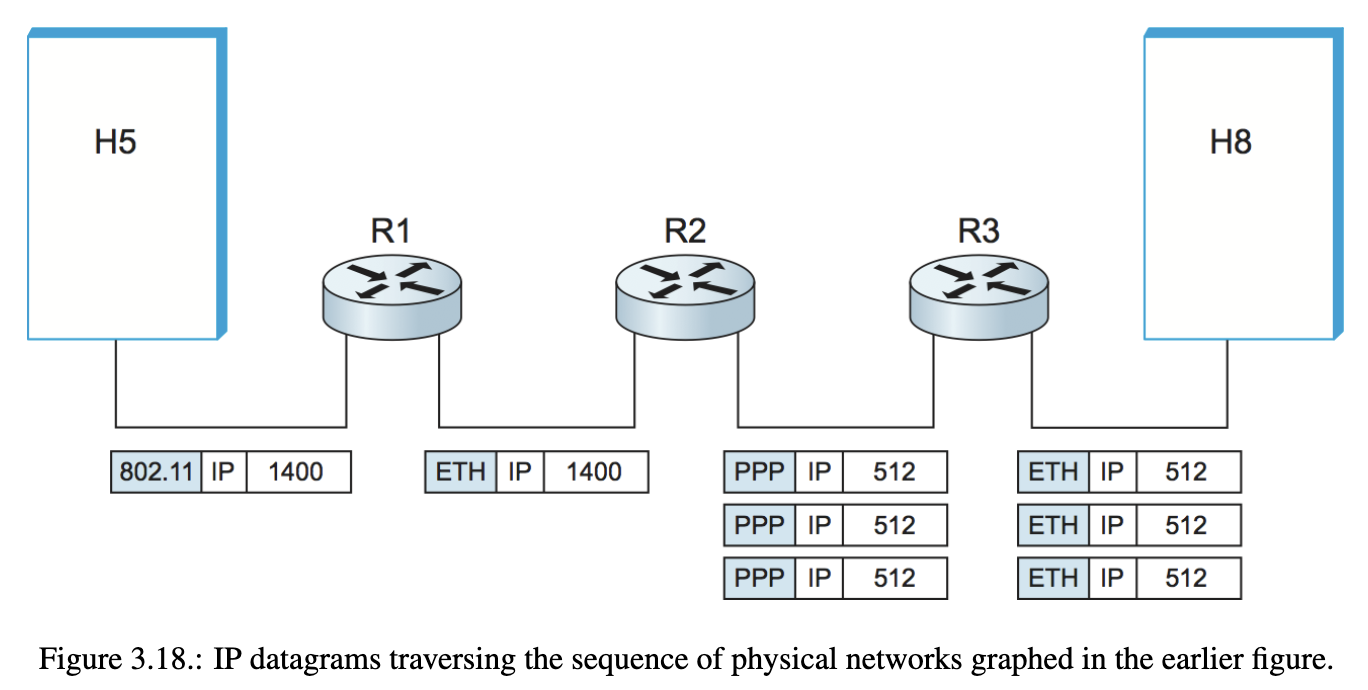 H5
H8
R1
R2
R3
802.11 IP 1400
ETH IP 1400
PPP IP 512
ETH IP 512
PPP IP 512
ETH IP 512
PPP IP 512
ETH IP 512
Figure 3.18.: IP datagrams traversing the sequence of physical networks graphed in the earlier figure.